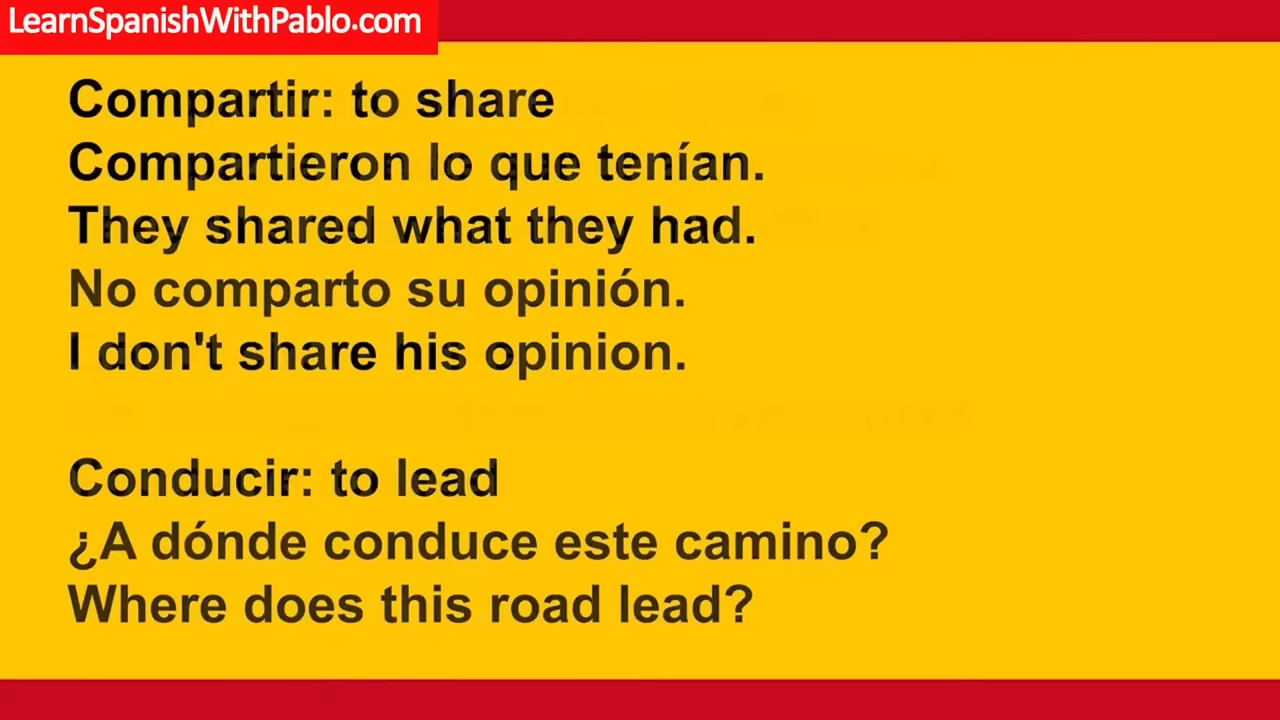 LearnSpanishWithPablo.com
Compartir: to share
Compartieron lo que tenían.
They shared what they had.
No comparto su opinión.
I don't share his opinion.
Conducir: to lead
¿A dónde conduce este camino?
Where does this road lead?